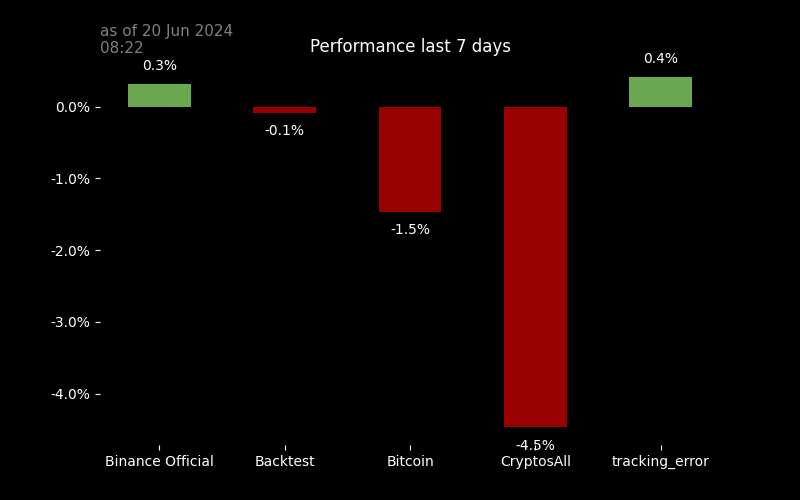 as of 20 Jun 2024
08:22
Performance last 7 days
0.3%
0.4%
0.0%
-0.1%
-1.0%
-1.5%
-2.0%
-3.0%
-4.0%
-4.5%
Binance Official
Backtest
Bitcoin
CryptosAll
tracking_error